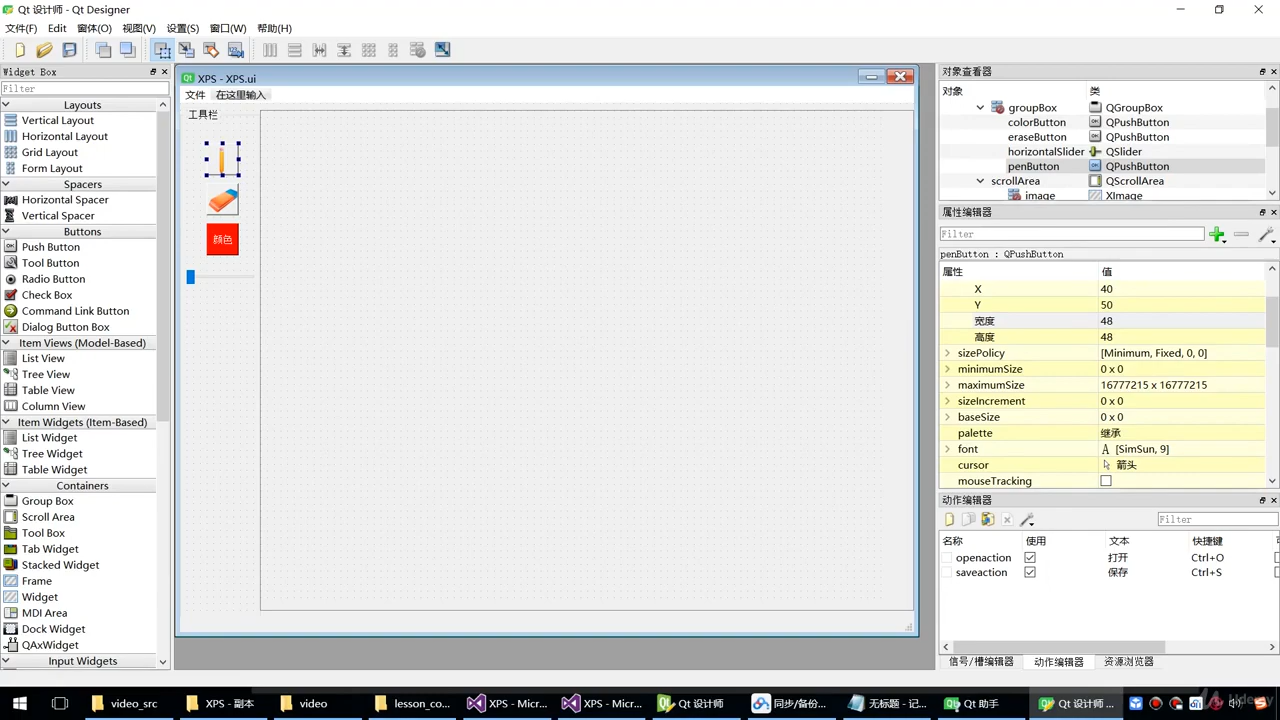 Qt 设计师 - Qt Designer
文件(F) Edit 窗体(O) 视图(V) 设置(S) 窗口(W) 帮助(H)
Widget Box
Filter
Layouts
Vertical Layout
Horizontal Layout
Grid Layout
Form Layout
Spacers
Horizontal Spacer
Vertical Spacer
Buttons
Push Button
Tool Button
Radio Button
Check Box
Command Link Button
Dialog Button Box
Item Views (Model-Based)
List View
Tree View
Table View
Column View
Item Widgets (Item-Based)
List Widget
Tree Widget
Table Widget
Containers
Group Box
Scroll Area
Tool Box
Tab Widget
Stacked Widget
Frame
Widget
MDI Area
Dock Widget
QAxWidget
Input Widgets
XPS - XPS.ui
文件 在这里输入
工具栏
颜色
对象查看器
对象 类
groupBox QGroupBox
colorButton QPushButton
eraseButton QPushButton
horizontalSlider QSlider
penButton QPushButton
scrollArea QScrollArea
image XImage
属性编辑器
Filter
penButton : QPushButton
属性 值
X 40
Y 50
宽度 48
高度 48
sizePolicy [Minimum, Fixed, 0, 0]
minimumSize 0 x 0
maximumSize 16777215 x 16777215
sizeIncrement 0 x 0
baseSize 0 x 0
palette 继承
font A [SimSun, 9]
cursor 箭头
mouseTracking
动作编辑器
Filter
名称 使用 文本 快捷键
openaction 打开 Ctrl+O
saveaction 保存 Ctrl+S
信号/槽编辑器 动作编辑器 资源浏览器
video_src XPS - 副本 video lesson_co... XPS - Micr... XPS - Micr... Qt 设计师 同步/备份... 无标题 - 记... Qt 助手 Qt 设计师 ...